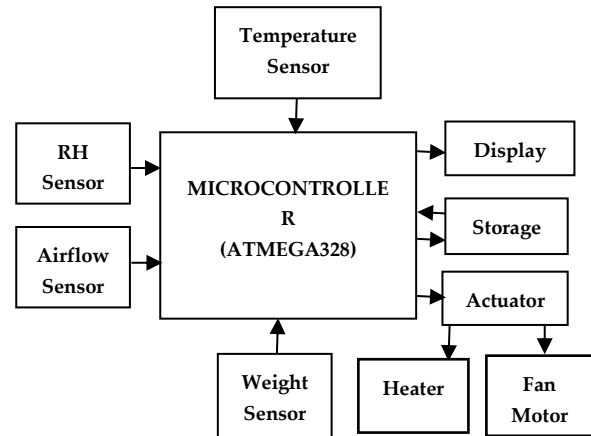 Temperature
Sensor
RH
Sensor
MICROCONTROLLE
R
(ATMEGA328)
Display
Airflow
Sensor
Storage
Actuator
Weight
Sensor
Heater
Fan
Motor